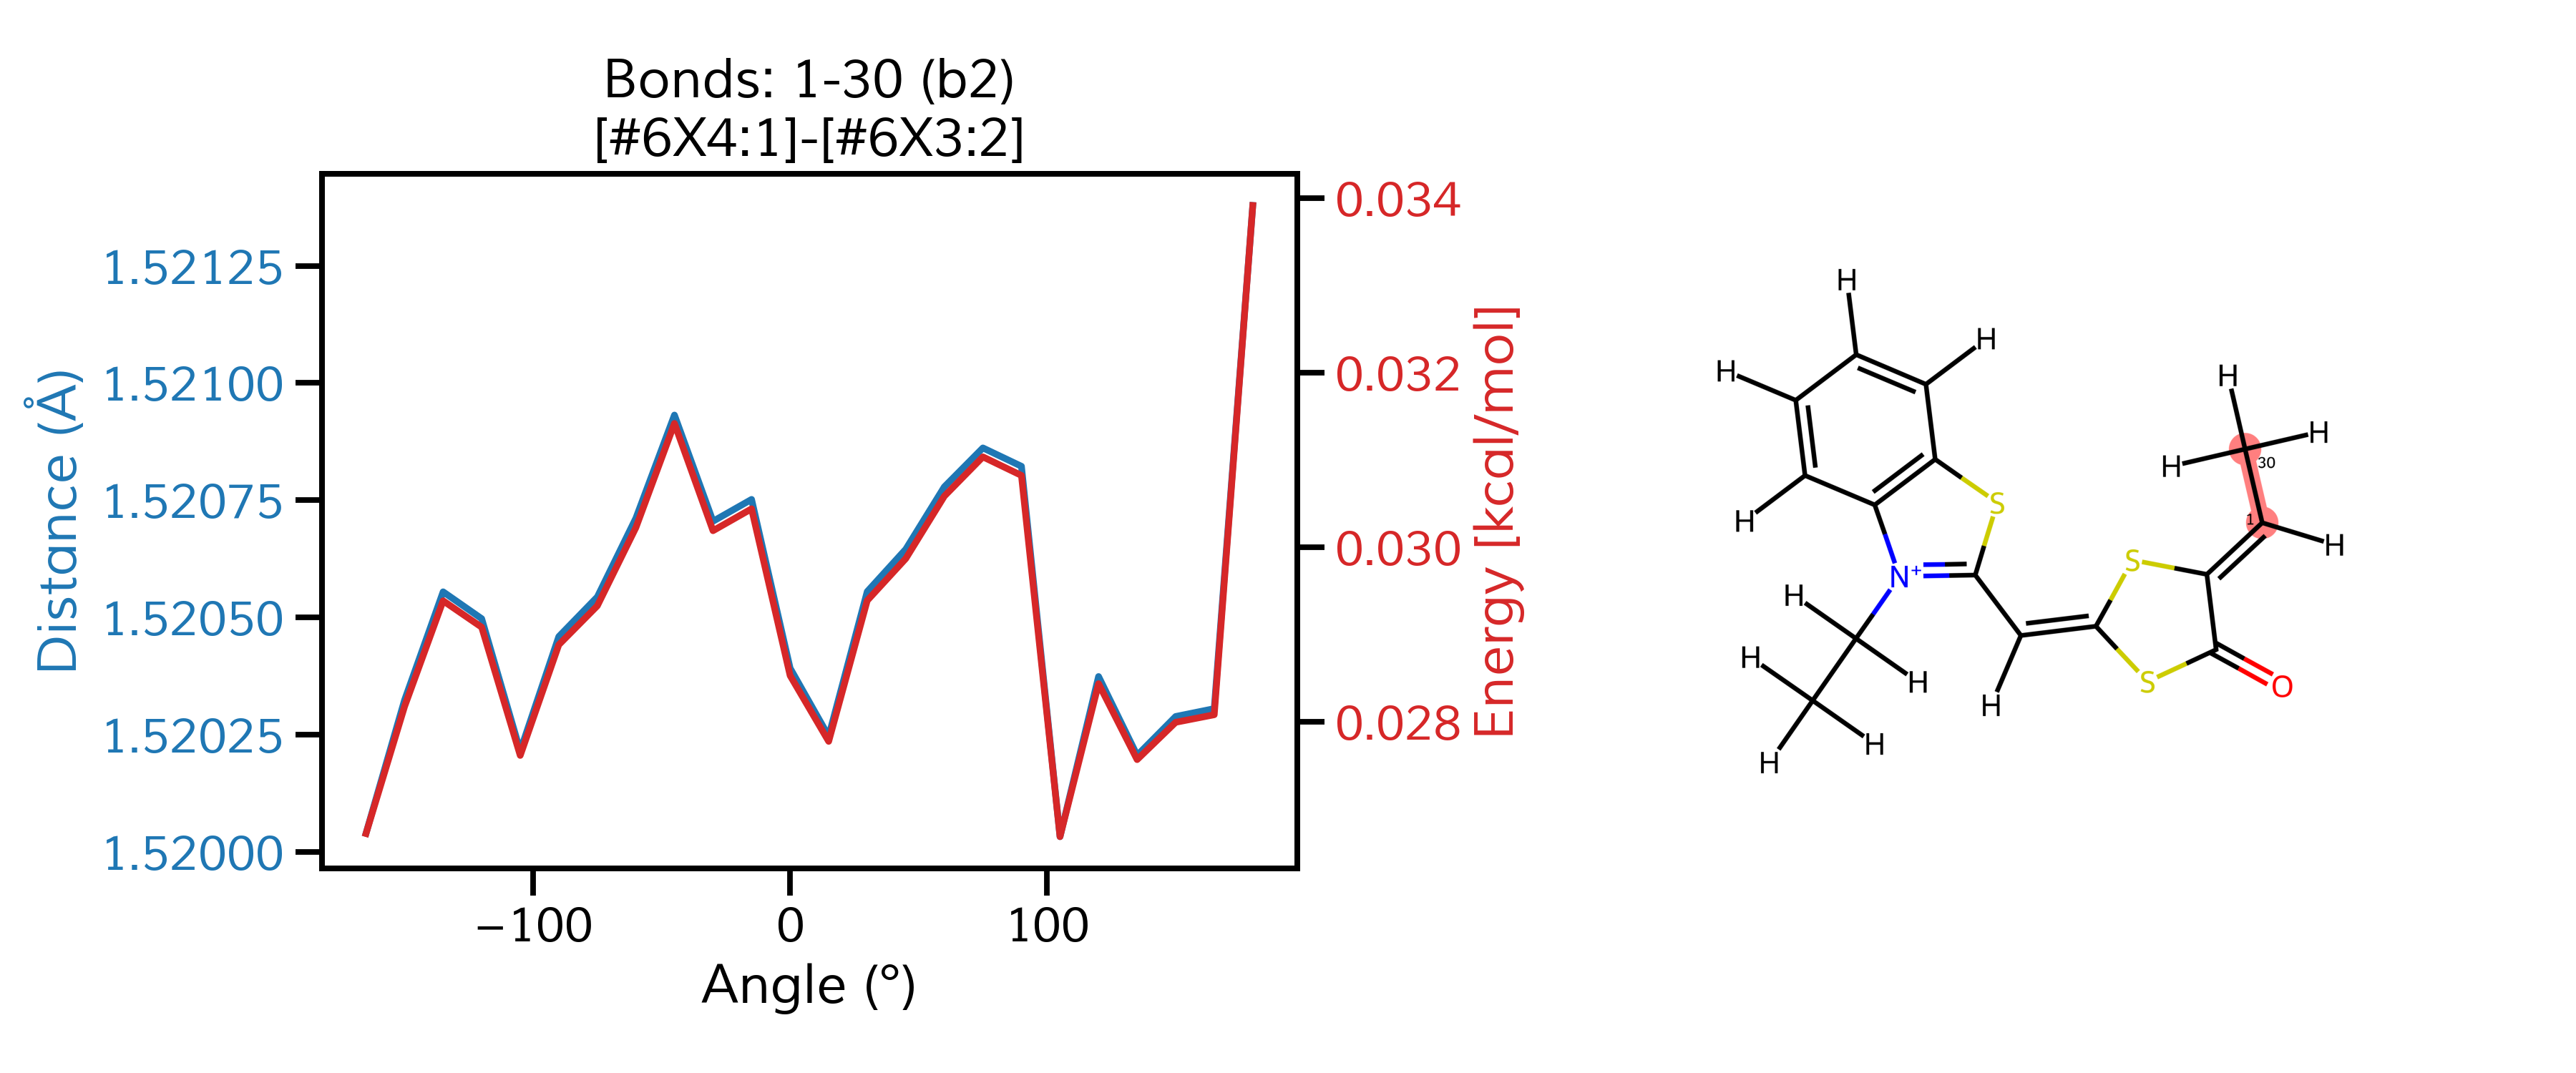 Bonds: 1-30 (b2)
[#6X4:1]-[#6X3:2]
Distance (Å)
1.52125
1.52100
1.52075
1.52050
1.52025
1.52000
−100
0
100
Angle (°)
0.034
0.032
0.030
0.028
Energy [kcal/mol]
H
H
H
H
H
H
H
30
S
1
H
S
N⁺
H
H
H
S
O
H
H
H